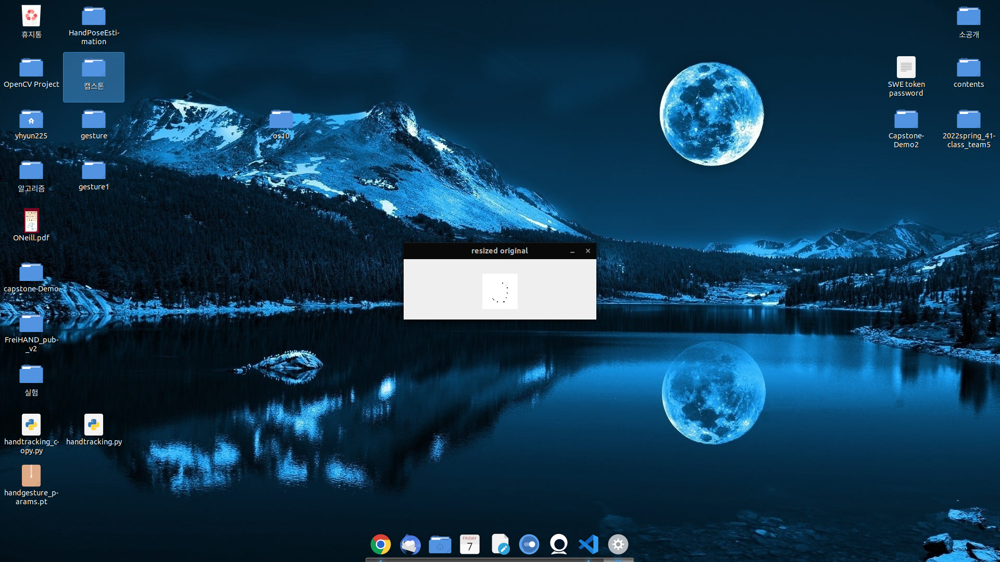 휴지통
HandPoseEsti-
mation
소공개
OpenCV Project
캡스톤
SWE token
password
contents
yhyun225
gesture
os10
Capstone-
Demo2
2022spring_41-
class_team5
알고리즘
gesture1
ONeill.pdf
resized original
capstone-Demo
FreiHAND_pub-
_v2
실험
handtracking_c-
opy.py
handtracking.py
handgesture_p-
arams.pt
FRIDAY
7